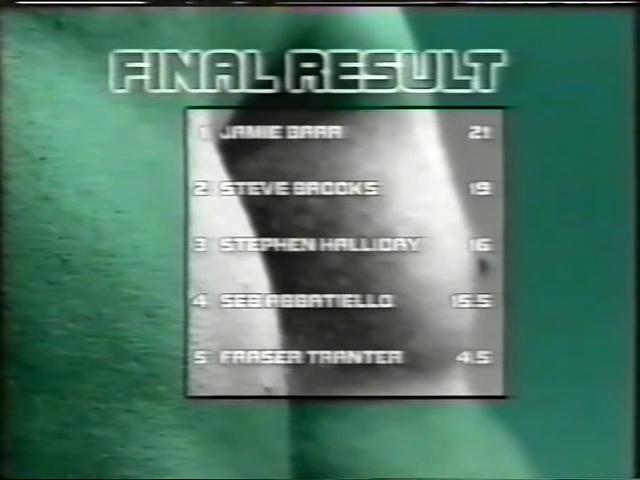 FINAL RESULT
1 JAMIE BARR 21
2 STEVE BROOKS 19
3 STEPHEN HALLIDAY 16
4 SEB ABBATIELLO 15.5
5 FRASER TRANTER 4.5